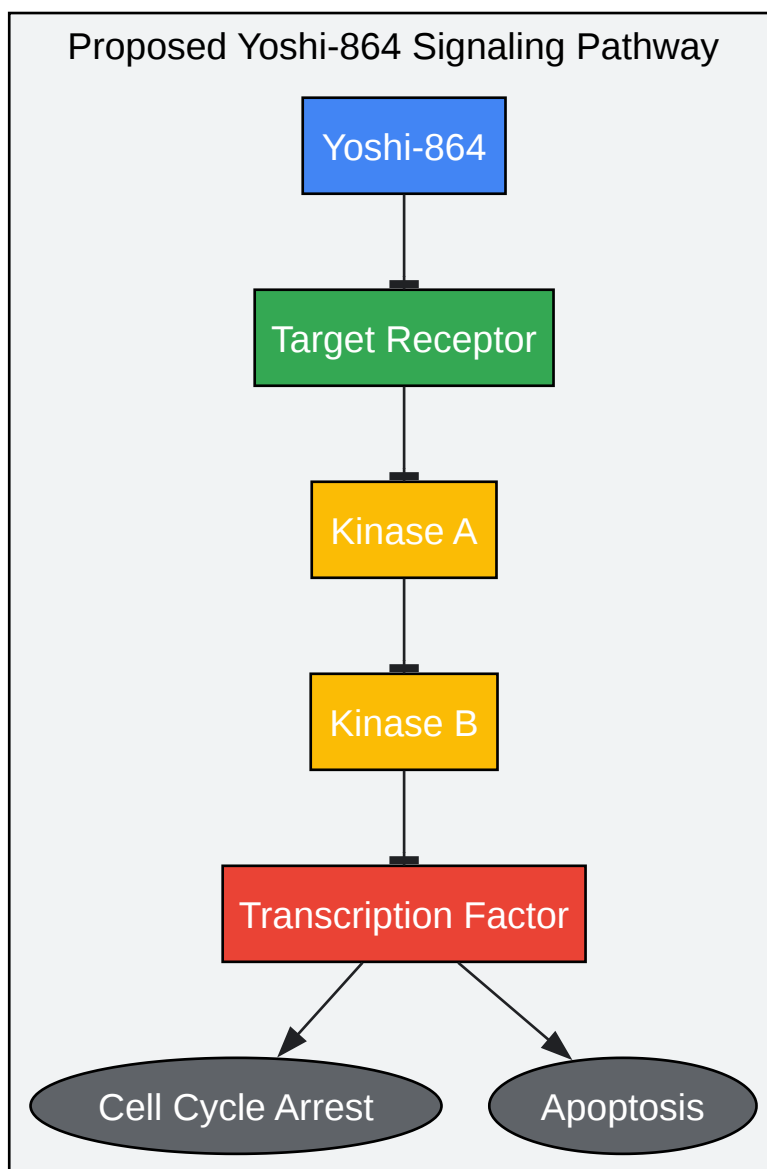 Proposed Yoshi-864 Signaling Pathway
Yoshi-864
Target Receptor
Kinase A
Kinase B
Transcription Factor
Cell Cycle Arrest
Apoptosis